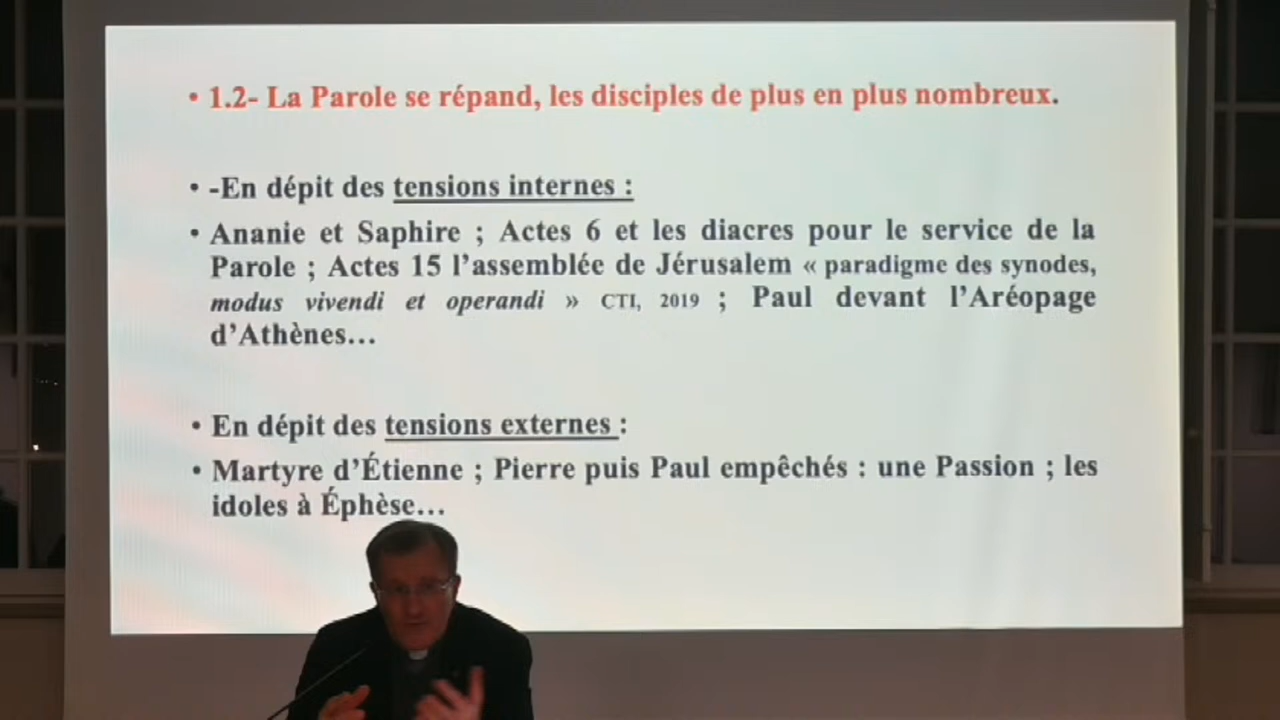 • 1.2- La Parole se répand, les disciples de plus en plus nombreux.
• -En dépit des tensions internes :
• Ananie et Saphire ; Actes 6 et les diacres pour le service de la
Parole ; Actes 15 l’assemblée de Jérusalem « paradigme des synodes,
modus vivendi et operandi » CTI, 2019 ; Paul devant l’Aréopage
d’Athènes…
• En dépit des tensions externes :
• Martyre d’Étienne ; Pierre puis Paul empêchés : une Passion ; les
idoles à Éphèse…